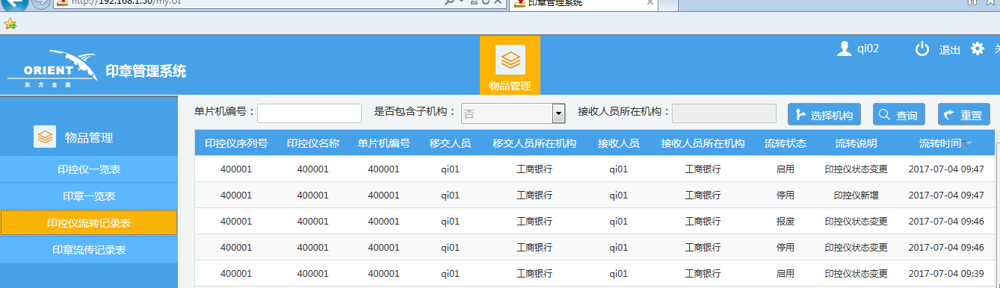 http://192.168.1.50/my.UI
印章管理系统
ORIENT
东方金鹰
印章管理系统
物品管理
qi02 退出
物品管理
印控仪一览表
印章一览表
印控仪流转记录表
印章流传记录表
单片机编号： 是否包含子机构： 否 接收人员所在机构： 选择机构 查询 重置
印控仪序列号 印控仪名称 单片机编号 移交人员 移交人员所在机构 接收人员 接收人员所在机构 流转状态 流转说明 流转时间
400001 400001 400001 qi01 工商银行 qi01 工商银行 启用 印控仪状态变更 2017-07-04 09:47
400001 400001 400001 qi01 工商银行 qi01 工商银行 停用 印控仪新增 2017-07-04 09:47
400001 400001 400001 qi01 工商银行 qi01 工商银行 报废 印控仪状态变更 2017-07-04 09:46
400001 400001 400001 qi01 工商银行 qi01 工商银行 停用 印控仪状态变更 2017-07-04 09:46
400001 400001 400001 qi01 工商银行 qi01 工商银行 启用 印控仪状态变更 2017-07-04 09:39